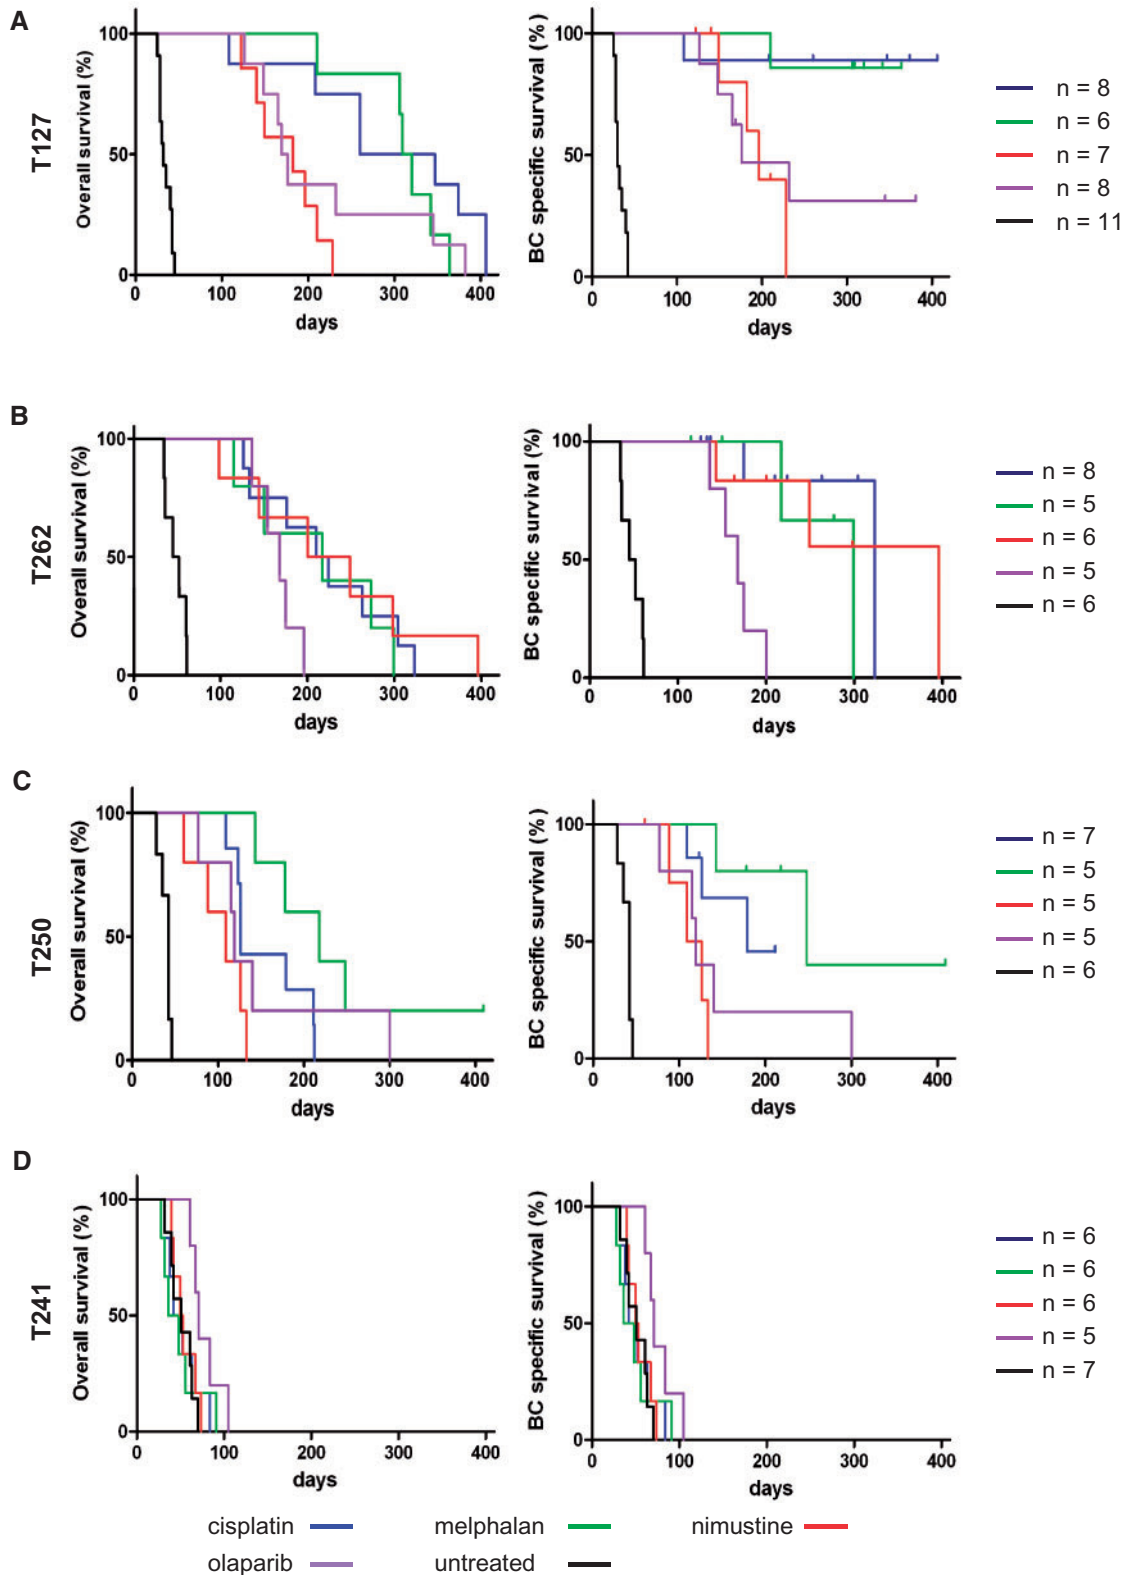 A
T127
Overall survival (%)
100
50
0
0 100 200 300 400
days
BC specific survival (%)
100
50
0
0 100 200 300 400
days
n = 8
n = 6
n = 7
n = 8
n = 11
B
T262
Overall survival (%)
100
50
0
0 100 200 300 400
days
BC specific survival (%)
100
50
0
0 100 200 300 400
days
n = 8
n = 5
n = 6
n = 5
n = 6
C
T250
Overall survival (%)
100
50
0
0 100 200 300 400
days
BC specific survival (%)
100
50
0
0 100 200 300 400
days
n = 7
n = 5
n = 5
n = 5
n = 6
D
T241
Overall survival (%)
100
50
0
0 100 200 300 400
days
BC specific survival (%)
100
50
0
0 100 200 300 400
days
n = 6
n = 6
n = 6
n = 5
n = 7
cisplatin melphalan nimustine
olaparib untreated